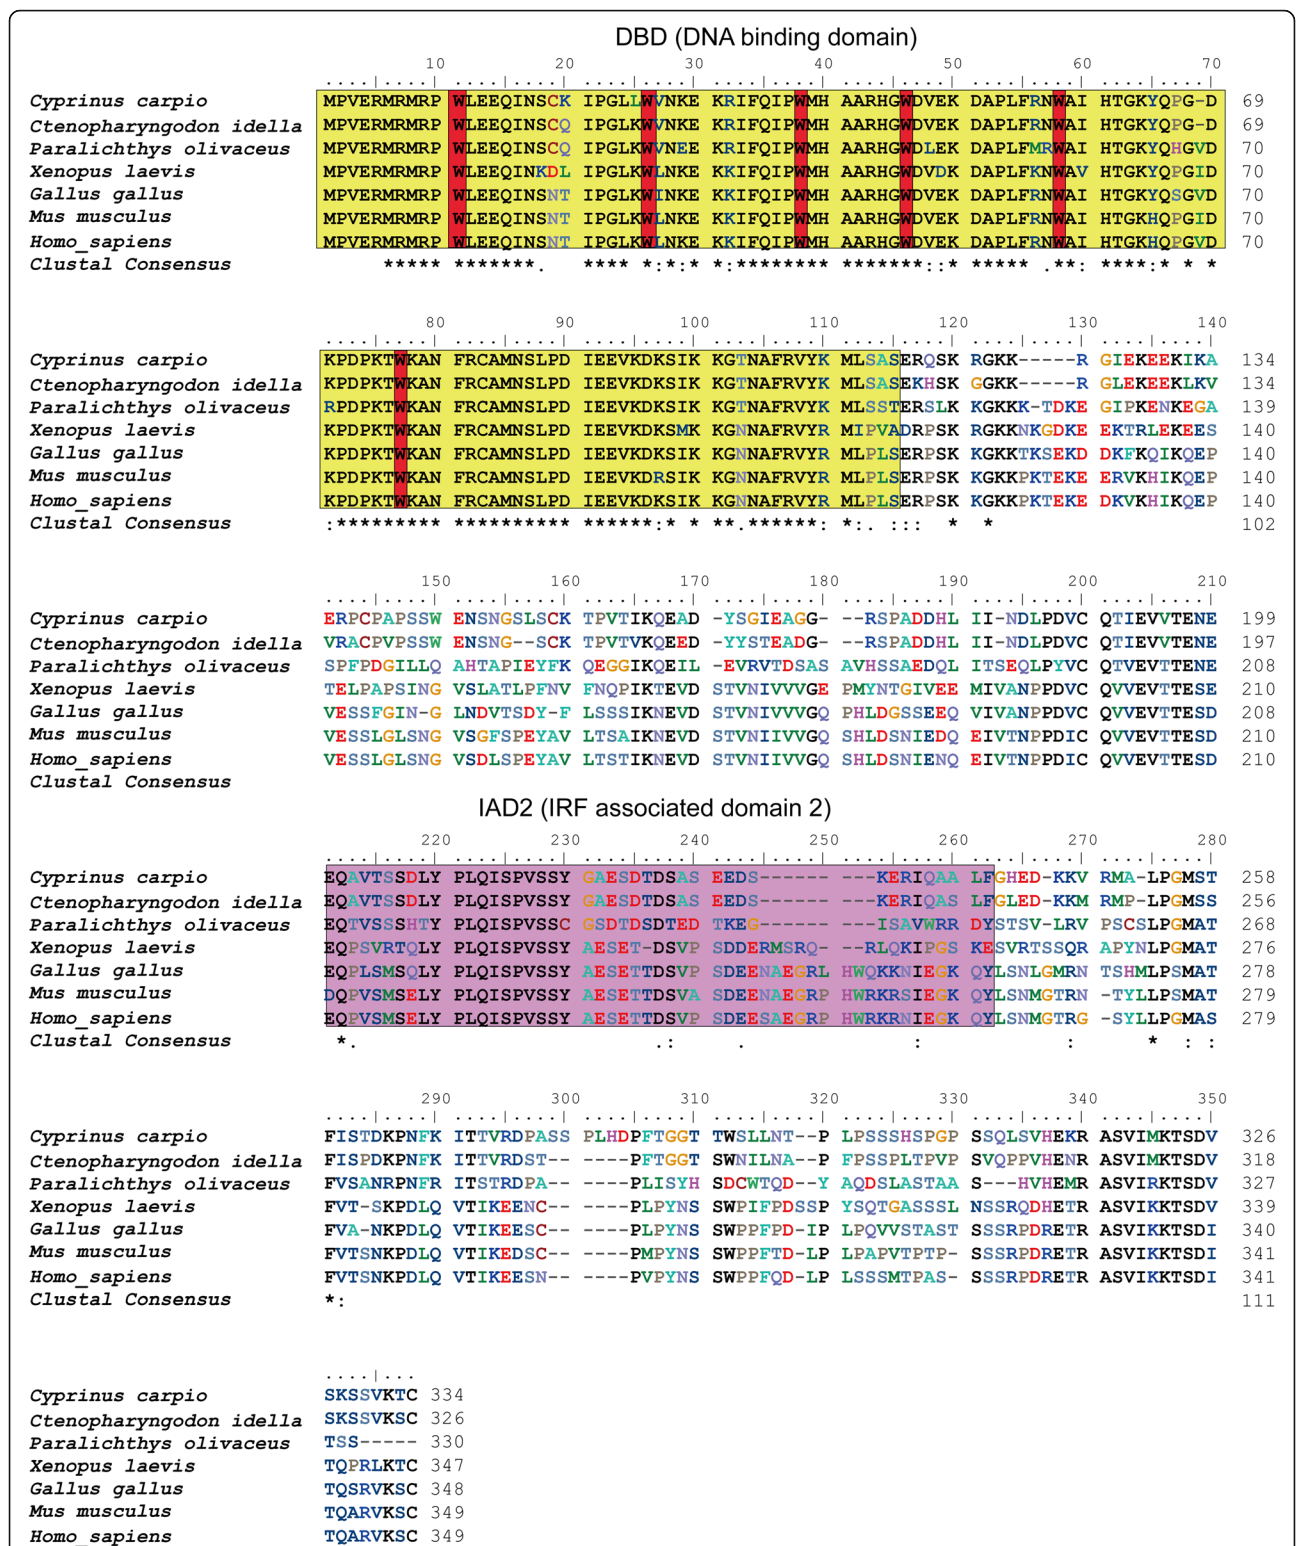 DBD (DNA binding domain)
10 20 30 40 50 60 70
Cyprinus carpio MPVERMRMRP WLEEQINSCK IPGLLWVNKE KRIFQIPWMH AARHGWDVEK DAPLFRNWAI HTGKYQPG-D 69
Ctenopharyngodon idella MPVERMRMRP WLEEQINSCQ IPGLKWVNKE KRIFQIPWMH AARHGWDVEK DAPLFRNWAI HTGKYQPG-D 69
Paralichthys olivaceus MPVERMRMRP WLEEQINSCQ IPGLKWVNEE KRIFQIPWMH AARHGWDLEK DAPLFMRWAI HTGKYQHGVD 70
Xenopus laevis MPVERMRMRP WLEEQINKDL IPGLKWLNKE KKIFQIPWMH AARHGWDVDK DAPLFKNWAV HTGKYQPGID 70
Gallus gallus MPVERMRMRP WLEEQINSNT IPGLKWINKE KKIFQIPWMH AARHGWDVEK DAPLFRNWAI HTGKYQSGVD 70
Mus musculus MPVERMRMRP WLEEQINSNT IPGLKWLNKE KKIFQIPWMH AARHGWDVEK DAPLFRNWAI HTGKHQPGID 70
Homo_sapiens MPVERMRMRP WLEEQINSNT IPGLKWLNKE KKIFQIPWMH AARHGWDVEK DAPLFRNWAI HTGKHQPGVD 70
Clustal Consensus ***** *******. **** *:*:* *:******** ******::* ***** .**: ****:* * *
80 90 100 110 120 130 140
Cyprinus carpio KPDPKTWKAN FRCAMNSLPD IEEVKDKSIK KGTNAFRVYK MLSASERQSK RGKK-----R GIEKEEKIKA 134
Ctenopharyngodon idella KPDPKTWKAN FRCAMNSLPD IEEVKDKSIK KGTNAFRVYK MLSASEKHSK GGKK-----R GLEKEEKLKV 134
Paralichthys olivaceus RPDPKTWKAN FRCAMNSLPD IEEVKDKSIK KGTNAFRVYK MLSSTERSLK KGKKK-TDKE GIPKENKEGA 139
Xenopus laevis KPDPKTWKAN FRCAMNSLPD IEEVKDKSMK KGNNAFRVYR MIPVADRPSK RGKKNKGDKE EKTRLEKEES 140
Gallus gallus KPDPKTWKAN FRCAMNSLPD IEEVKDKSIK KGNNAFRVYR MLPLSERPSK KGKKTKSEKD DKFKQIKQEP 140
Mus musculus KPDPKTWKAN FRCAMNSLPD IEEVKDRSIK KGNNAFRVYR MLPLSERPSK KGKKPKTEKE ERVKHIKQEP 140
Homo_sapiens KPDPKTWKAN FRCAMNSLPD IEEVKDKSIK KGNNAFRVYR MLPLSERPSK KGKKPKTEKE DKVKHIKQEP 140
Clustal Consensus :********* ********** ******:* * **.******: *:. ::: * * 102
150 160 170 180 190 200 210
Cyprinus carpio ERPCPAPSSW ENSNGSLSCK TPVTIKQEAD -YSGIEAGG- --RSPADDHL II-NDLPDVC QTIEVVTENE 199
Ctenopharyngodon idella VRACPVPSSW ENSNG--SCK TPVTVKQEED -YYSTEADG- --RSPADDHL II-NDLPDVC QTIEVVTENE 197
Paralichthys olivaceus SPFPDGILLQ AHTAPIEYFK QEGGIKQEIL -EVRVTDSAS AVHSSAEDQL ITSEQLPYVC QTVEVTTENE 208
Xenopus laevis TELPAPSING VSLATLPFNV FNQPIKTEVD STVNIVVVGE PMYNTGIVEE MIVANPPDVC QVVEVTTESE 210
Gallus gallus VESSFGIN-G LNDVTSDY-F LSSSIKNEVD STVNIVVVGQ PHLDGSSEEQ VIVANPPDVC QVVEVTTESD 208
Mus musculus VESSLGLSNG VSGFSPEYAV LTSAIKNEVD STVNIIVVGQ SHLDSNIEDQ EIVTNPPDIC QVVEVTTESD 210
Homo_sapiens VESSLGLSNG VSDLSPEYAV LTSTIKNEVD STVNIIVVGQ SHLDSNIENQ EIVTNPPDIC QVVEVTTESD 210
Clustal Consensus
IAD2 (IRF associated domain 2)
220 230 240 250 260 270 280
Cyprinus carpio EQAVTSSDLY PLQISPVSSY GAESDTDSAS EEDS------ ---KERIQAA LFGHED-KKV RMA-LPGMST 258
Ctenopharyngodon idella EQAVTSSDLY PLQISPVSSY GAESDTDSAS EEDS------ ---KERIQAS LFGLED-KKM RMP-LPGMSS 256
Paralichthys olivaceus EQTVSSHTY PLQISPVSSC GSDTDSDTED TKEG------ ---ISAVWRR DYSTSV-LRV PSCSLPGMAT 268
Xenopus laevis EQPSVRTQLY PLQISPVSSY AESET-DSVP SDDERMSRQ- ---RLQKIPGS KESVRTSSQR APYNLPGMAT 276
Gallus gallus EQPLSMSQLY PLQISPVSSY AESETTDSVP SDEENAEGRL HWQKKNIEGK QYLSNLGMRN TSHMLPSMAT 278
Mus musculus DQPVSMSELY PLQISPVSSY AESETTDSVA SDEENAEGRP HWRKRSIEGK QYLSNMGTRN -TYLLPSMAT 279
Homo_sapiens EQPVSMSELY PLQISPVSSY AESETTDSVP SDEESAEGRP HWRKRNIEGK QYLSNMGTRG -SYLLPGMAS 279
Clustal Consensus *. .: . : : * : :
290 300 310 320 330 340 350
Cyprinus carpio FISTDKPNFK ITTVRDPASS PLHDPFTGGT TWSLLNT--P LPSSSHSPGP SSQLSVHEKR ASVIMKTSDV 326
Ctenopharyngodon idella FISPDKPNFK ITTVRDST-- ----PFTGGT SWNILNA--P FPSSPLTPVP SVQPPVHENR ASVIMKTSDV 318
Paralichthys olivaceus FVSANRPNFR ITSTRDPA-- ----PLISYH SDCWTQD--Y AQDSLASTAA S---HVHEMR ASVIRKTSDV 327
Xenopus laevis FVT-SKPDLQ VTIKEENC-- ----PLPYNS SWPIFPDSSP YSQTGASSSL NSSRQDHETR ASVIKKTSDV 339
Gallus gallus FVA-NKPDLQ VTIKEESC-- ----PLPYNS SWPPFPD-IP LPQVVSTAST SSSRPDRETR ASVIKKTSDI 340
Mus musculus FVTSNKPDLQ VTIKEDSC-- ----PMPYNS SWPPFTD-LP LPAPVTPTP- SSSRPDRETR ASVIKKTSDI 341
Homo_sapiens FVTSNKPDLQ VTIKEESN-- ----PVPYNS SWPPFQD-LP LSSSMTPAS- SSSRPDRETR ASVIKKTSDI 341
Clustal Consensus *: 111
....|...
Cyprinus carpio SKSSVKTC 334
Ctenopharyngodon idella SKSSVKSC 326
Paralichthys olivaceus TSS----- 330
Xenopus laevis TQPRLKTC 347
Gallus gallus TQSRVKSC 348
Mus musculus TQARVKSC 349
Homo_sapiens TQARVKSC 349